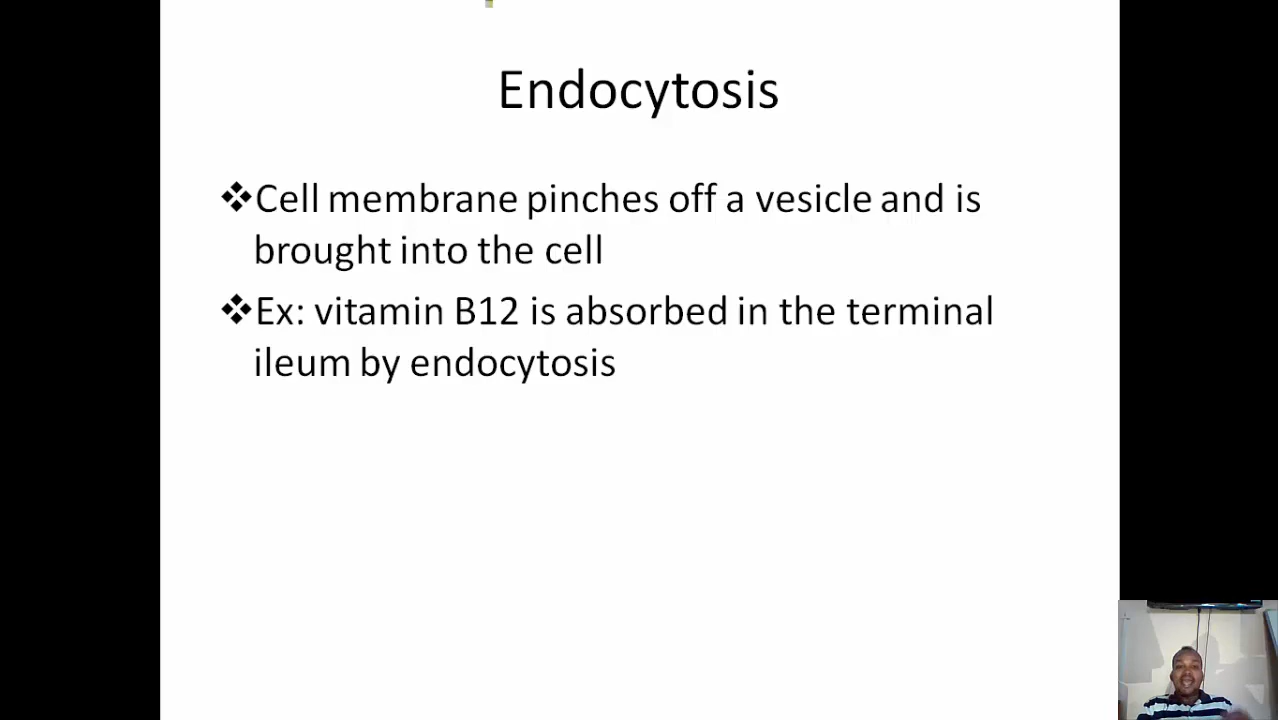 Endocytosis
❖Cell membrane pinches off a vesicle and is
brought into the cell
❖Ex: vitamin B12 is absorbed in the terminal
ileum by endocytosis